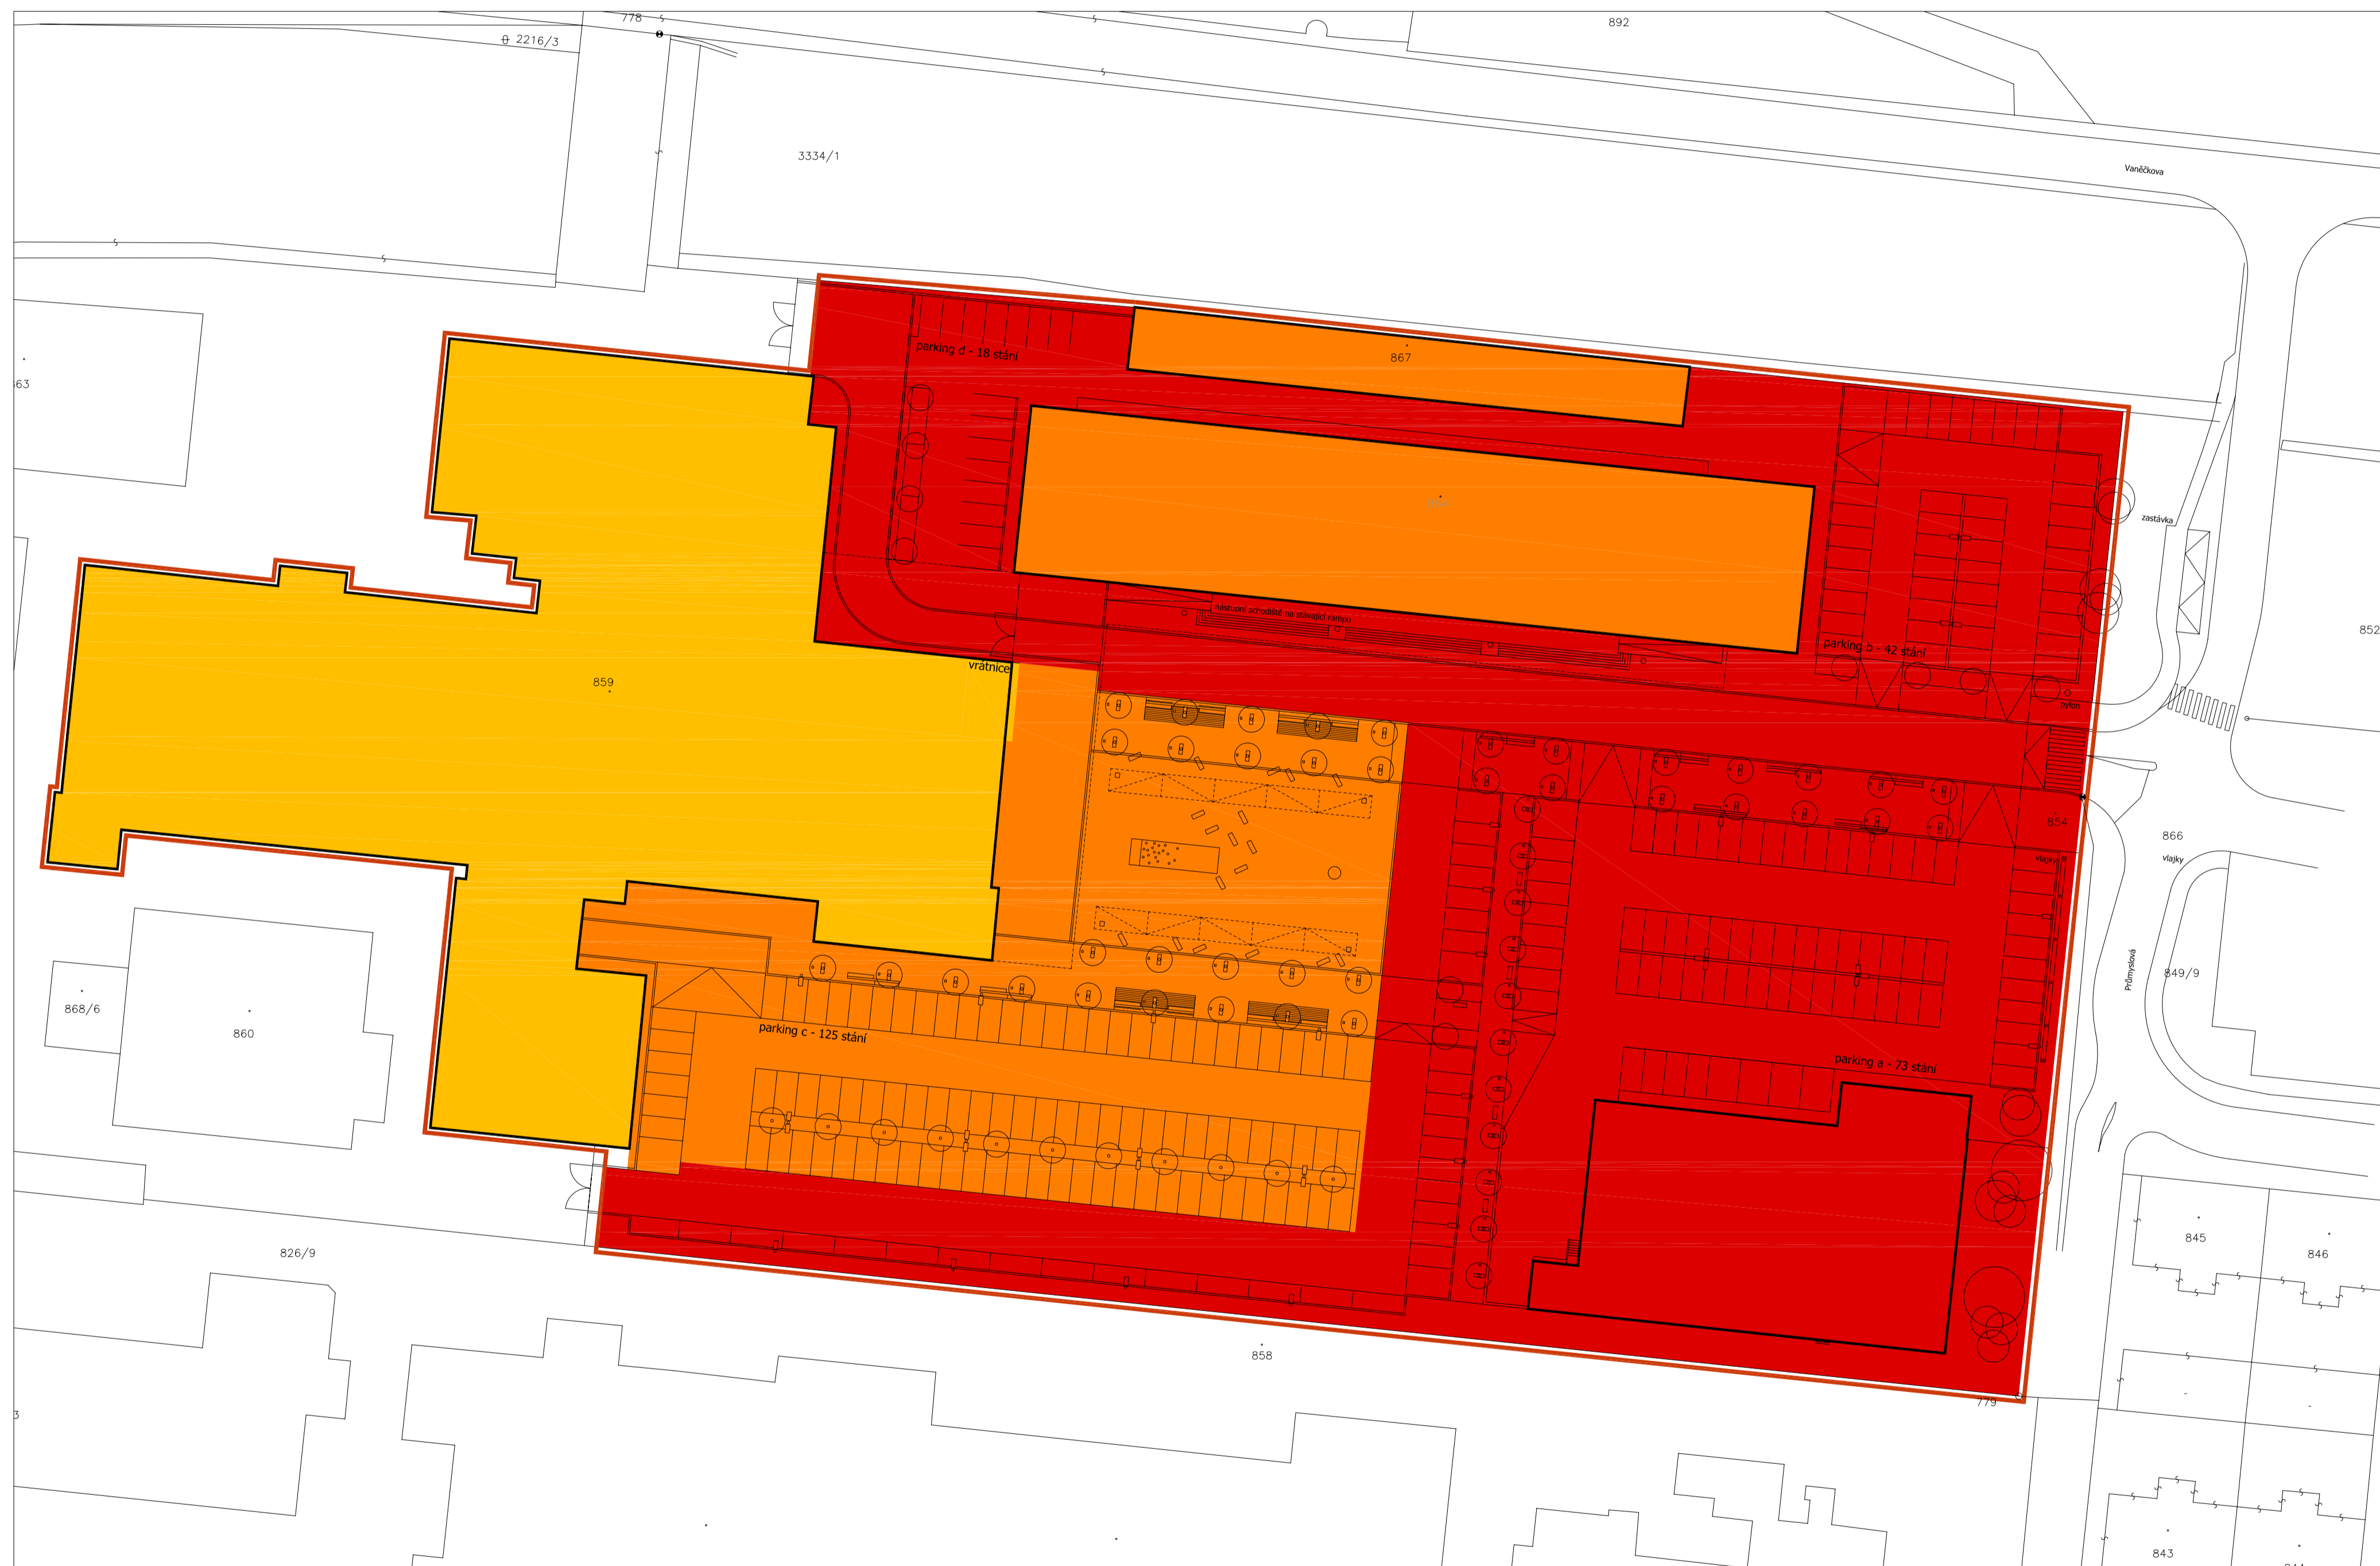 778
892
2216/3
3334/1
Vaněčkova
867
parking d - 18 stání
zastávka
nástupní schodiště na stávající rampu
852
parking b - 42 stání
vrátnice
859
pylon
854
866
vlajky
vlajky
Průmyslová
849/9
868/6
860
parking c - 125 stání
parking a - 73 stání
845
846
826/9
858
779
3
843